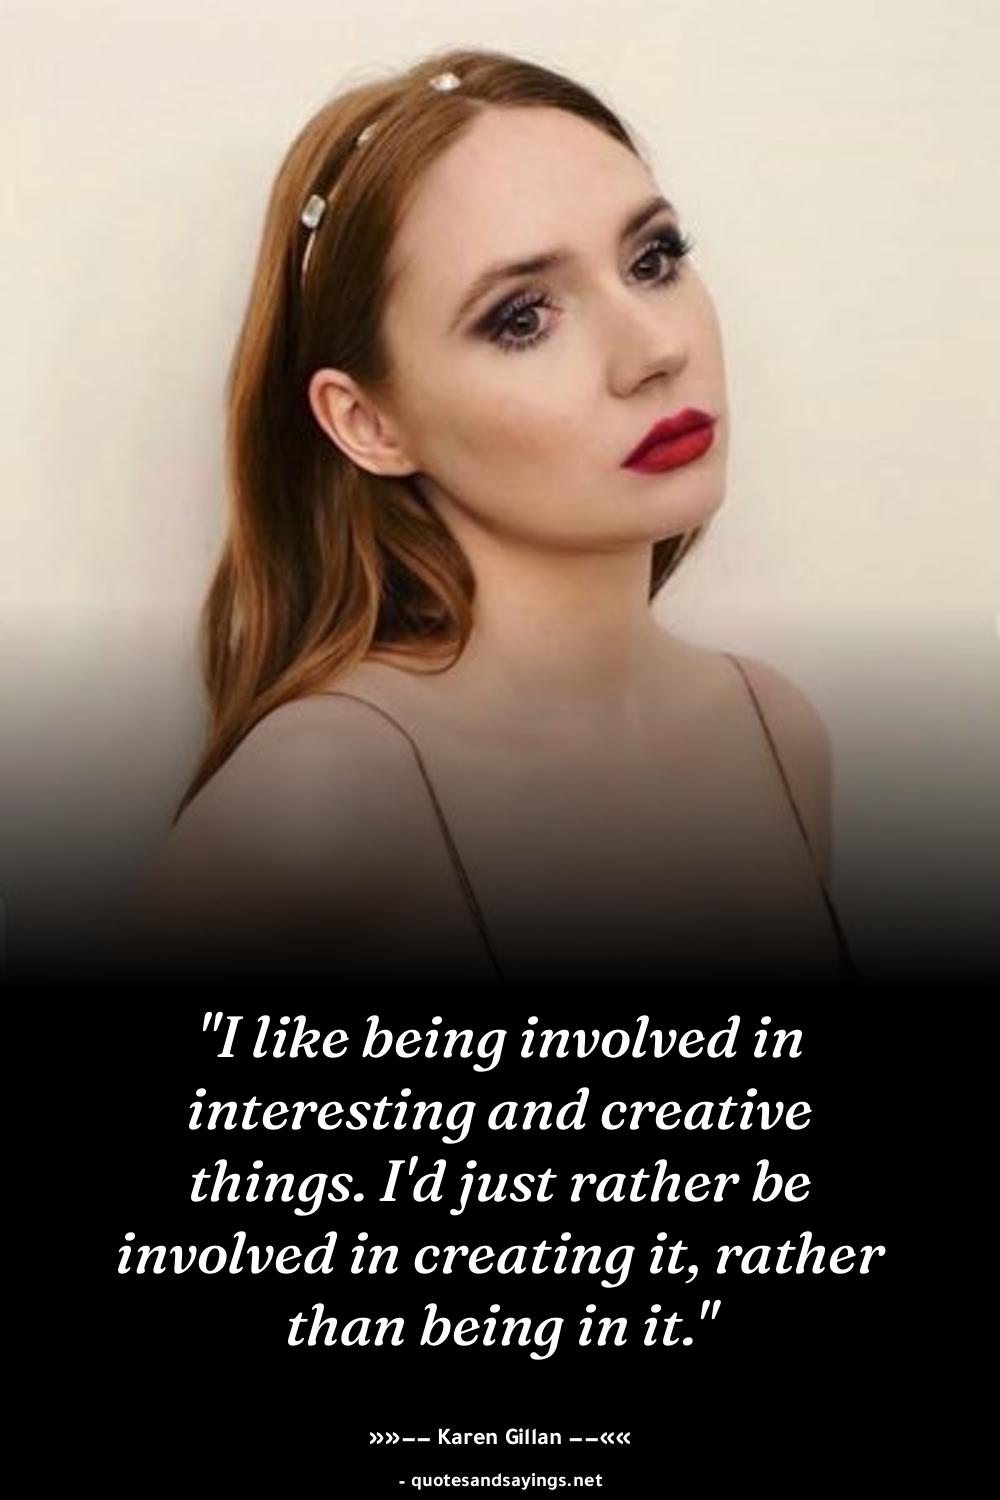 "I like being involved in
interesting and creative
things. I'd just rather be
involved in creating it, rather
than being in it."
»»−− Karen Gillan −−««
- quotesandsayings.net